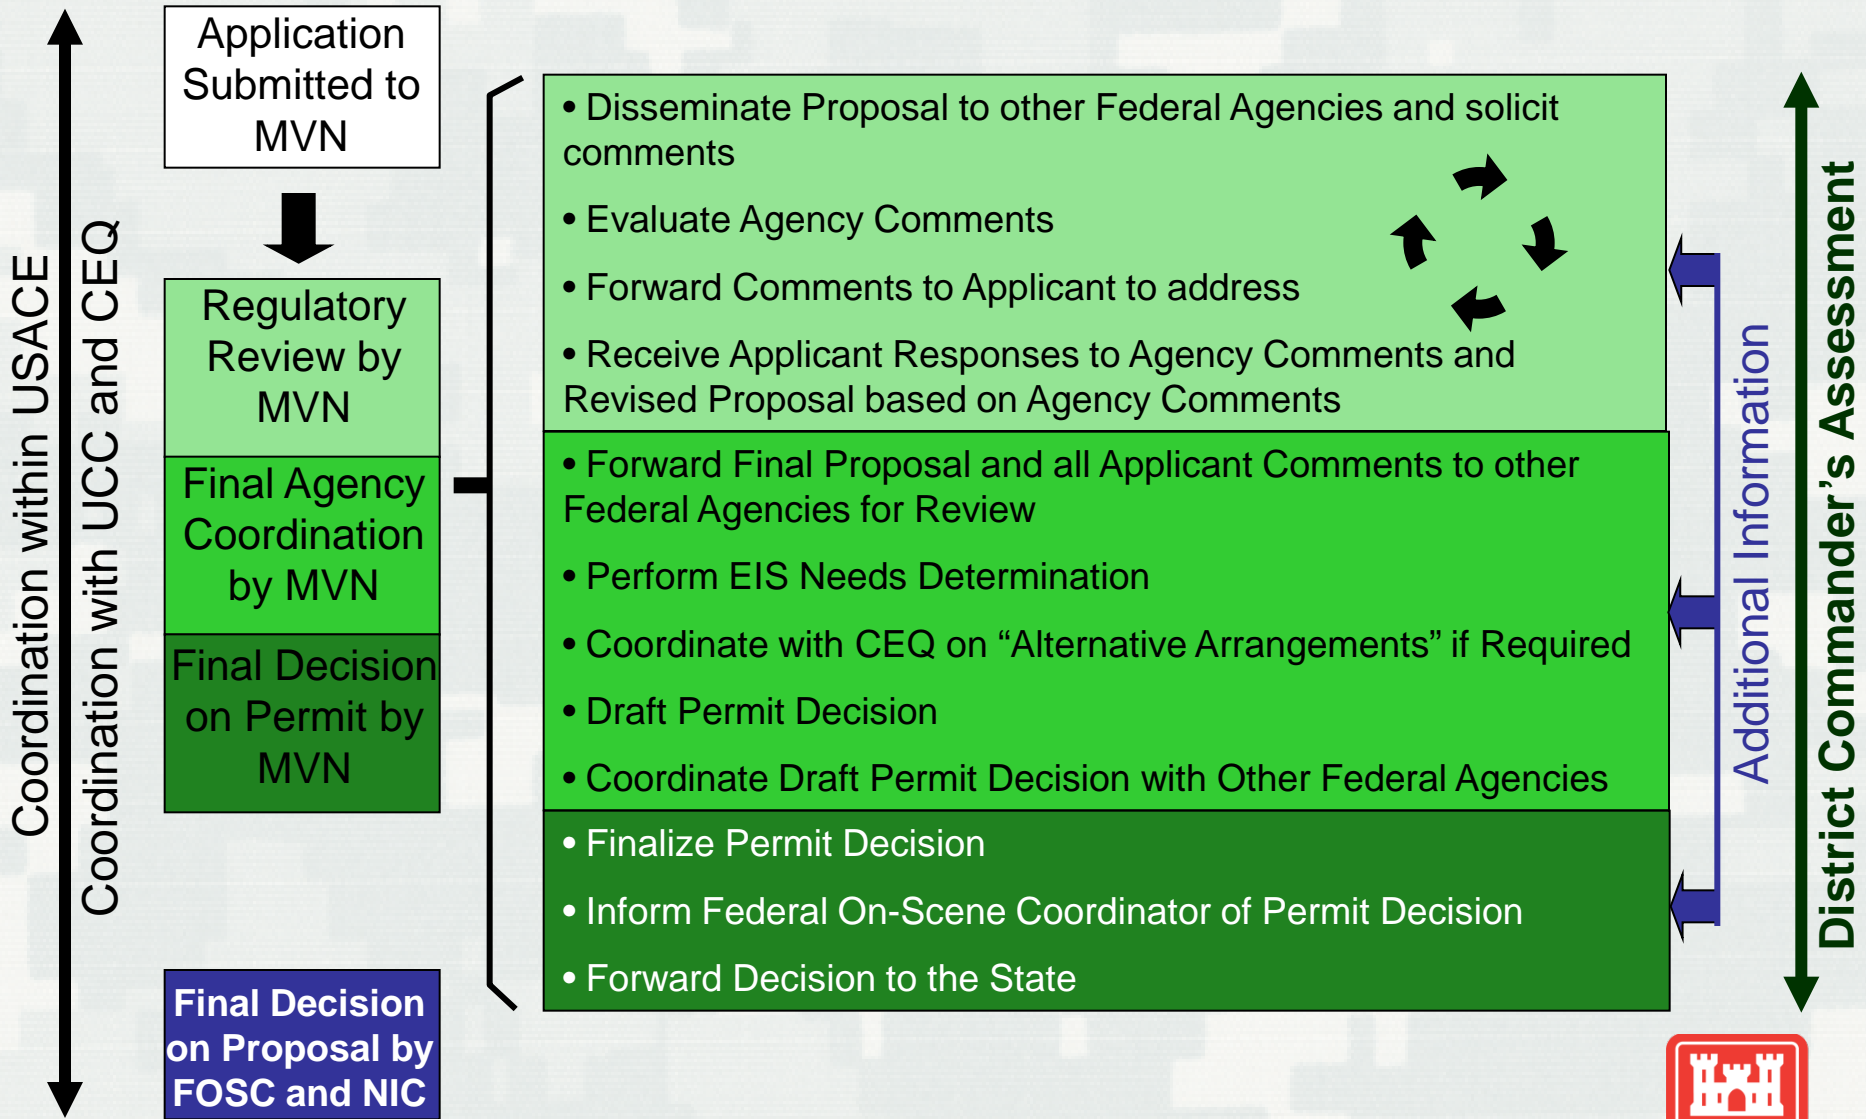 Coordination within USACE
Coordination with UCC and CEQ
Application
Submitted to
MVN
Regulatory
Review by
MVN
Final Agency
Coordination
by MVN
Final Decision
on Permit by
MVN
Final Decision
on Proposal by
FOSC and NIC
• Disseminate Proposal to other Federal Agencies and solicit
comments
• Evaluate Agency Comments
• Forward Comments to Applicant to address
• Receive Applicant Responses to Agency Comments and
Revised Proposal based on Agency Comments
• Forward Final Proposal and all Applicant Comments to other
Federal Agencies for Review
• Perform EIS Needs Determination
• Coordinate with CEQ on “Alternative Arrangements” if Required
• Draft Permit Decision
• Coordinate Draft Permit Decision with Other Federal Agencies
• Finalize Permit Decision
• Inform Federal On-Scene Coordinator of Permit Decision
• Forward Decision to the State
Additional Information
District Commander’s Assessment